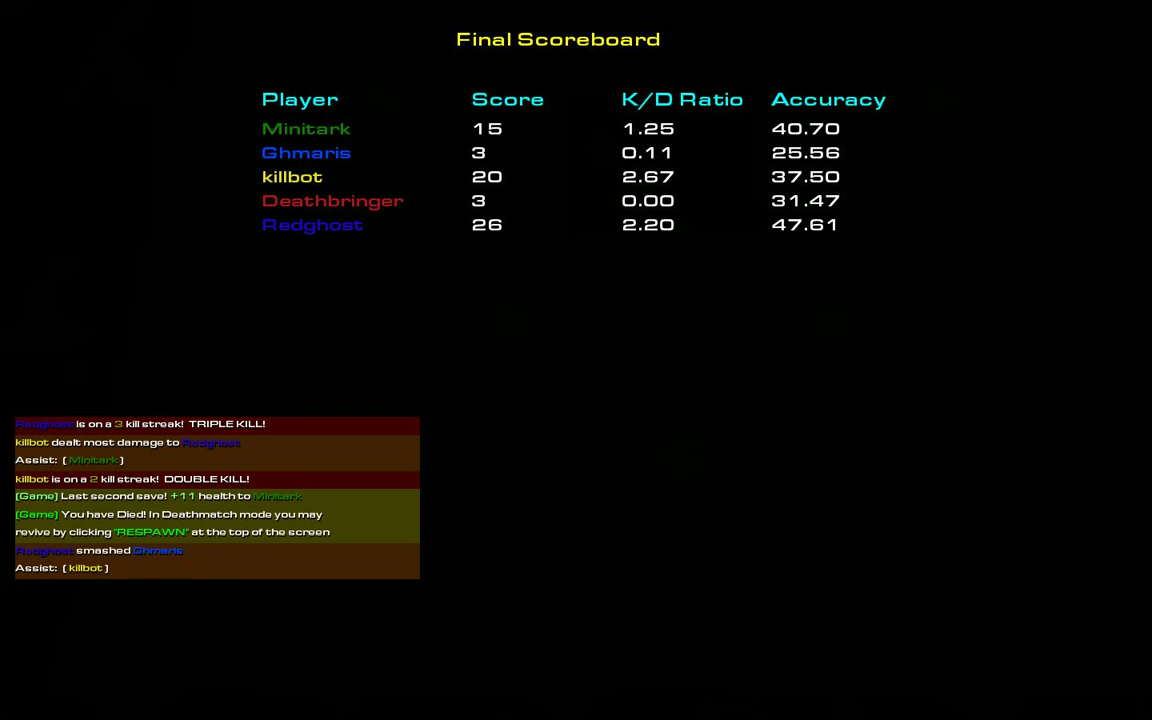 Final Scoreboard
Player Score K/D Ratio Accuracy
Minitark 15 1.25 40.70
Ghmaris 3 0.11 25.56
killbot 20 2.67 37.50
Deathbringer 3 0.00 31.47
Redghost 26 2.20 47.61
Redghost is on a 3 kill streak! TRIPLE KILL!
killbot dealt most damage to Redghost
Assist: ( Minitark )
killbot is on a 2 kill streak! DOUBLE KILL!
(Game) Last second save! +11 health to Minitark
(Game) You have Died! In Deathmatch mode you may
revive by clicking "RESPAWN" at the top of the screen
Redghost smashed Ghmaris
Assist: ( killbot )